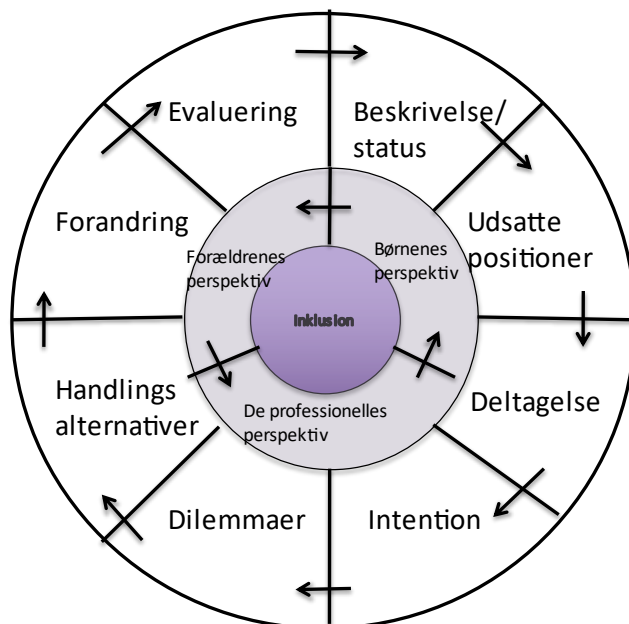 Evaluering
Beskrivelse/
status
Udsatte
positioner
Deltagelse
Intention
Dilemmaer
Handlings
alternativer
Forandring
Forældrenes
perspektiv
Børnenes
perspektiv
De professionelles
perspektiv
Inklusion